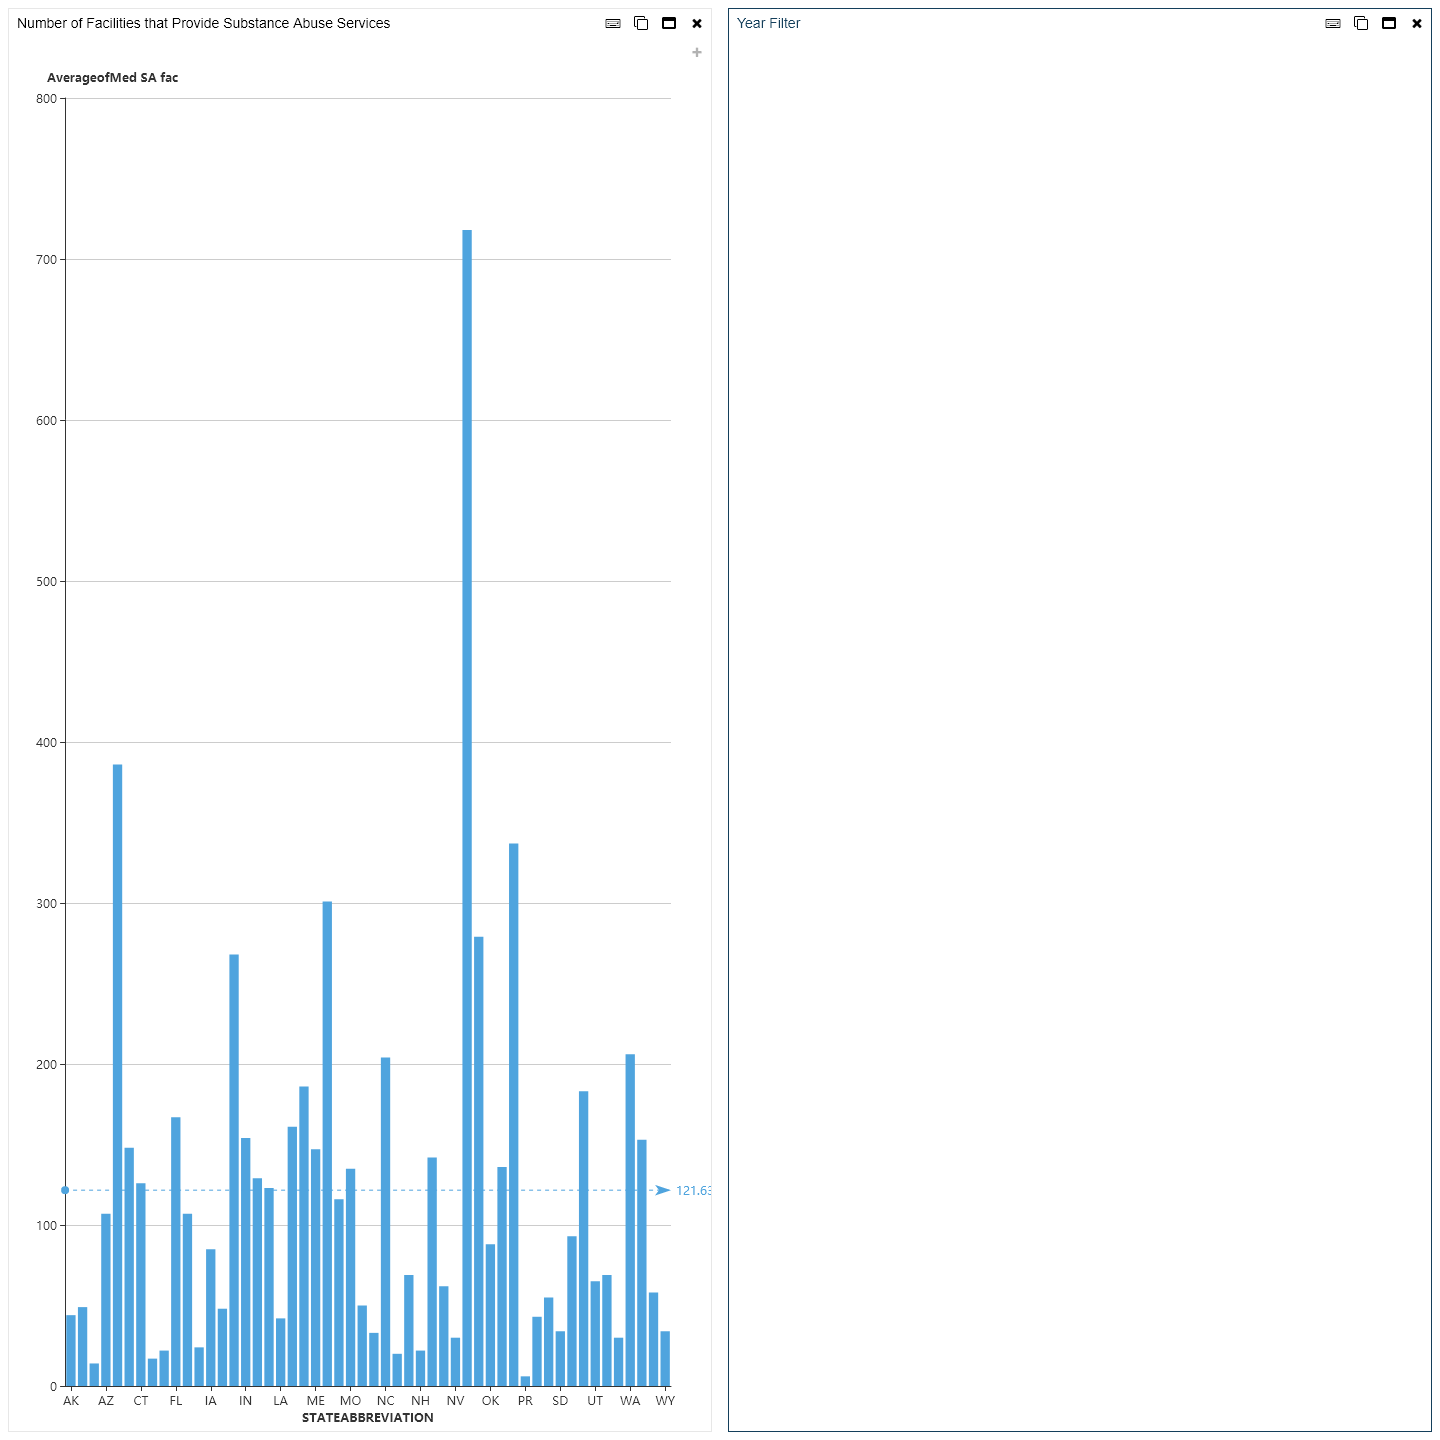 Number of Facilities that Provide Substance Abuse Services
Year Filter
AverageofMed SA fac
800
700
600
500
400
300
200
100
0
121.63
AK AZ CT FL IA IN LA ME MO NC NH NV OK PR SD UT WA WY
STATEABBREVIATION